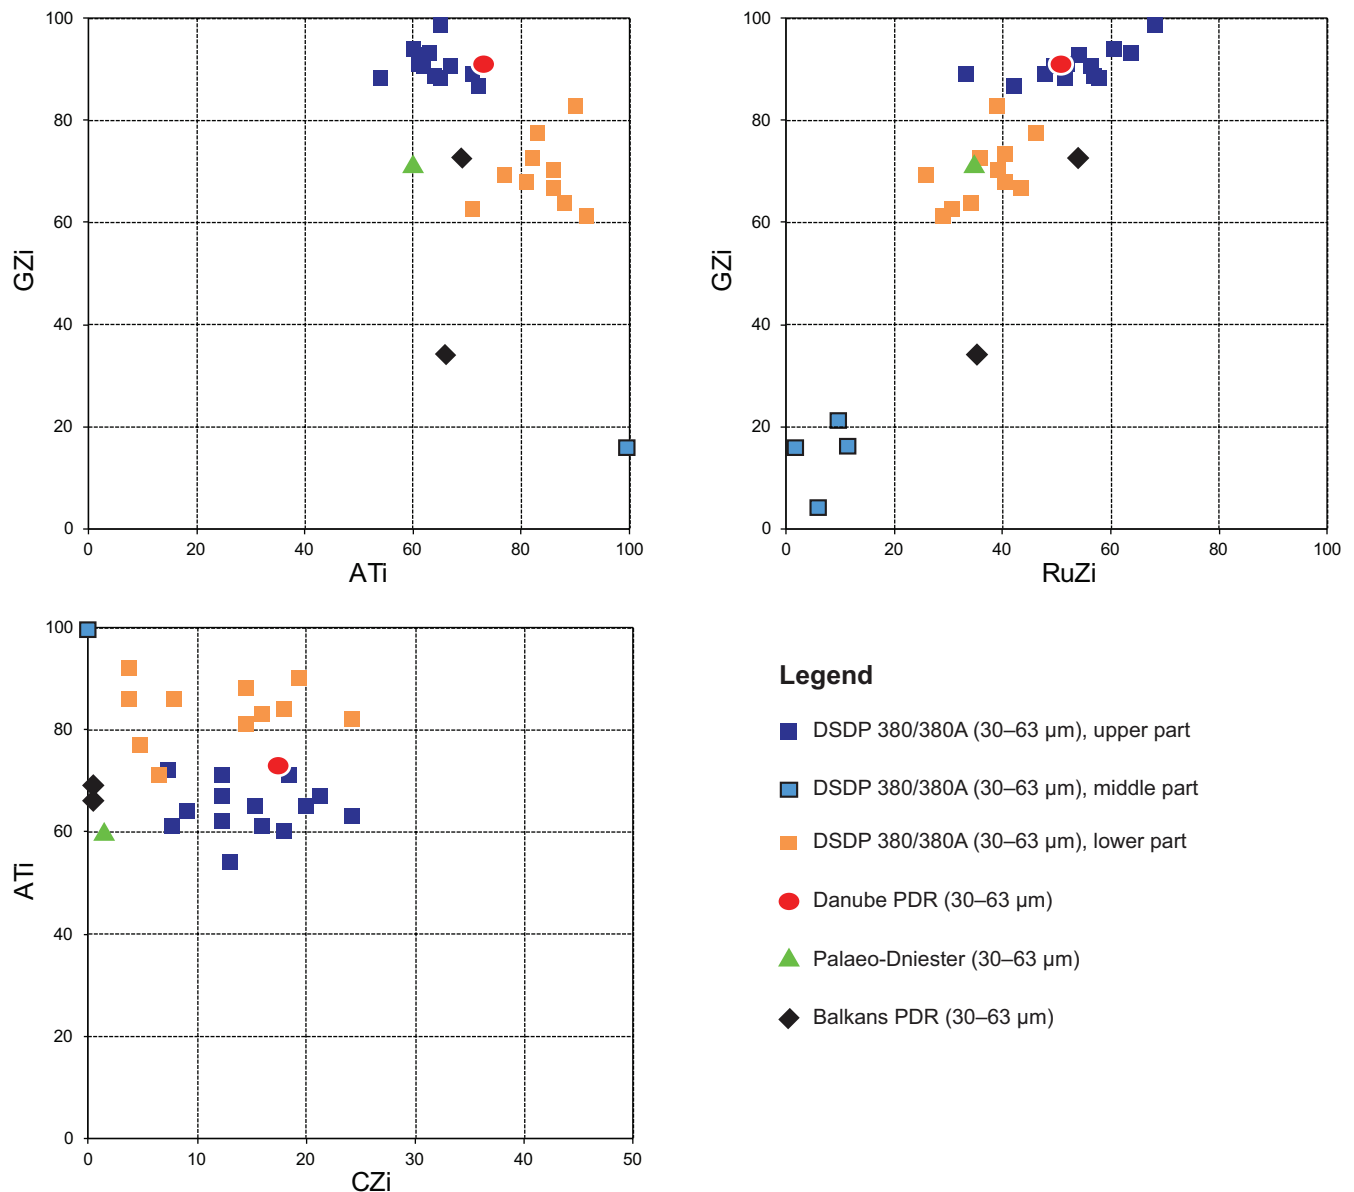 100
80
60
40
20
0
GZi
0 20 40 60 80 100
ATi
100
80
60
40
20
0
GZi
0 20 40 60 80 100
RuZi
100
80
60
40
20
0
ATi
0 10 20 30 40 50
CZi
Legend
DSDP 380/380A (30–63 µm), upper part
DSDP 380/380A (30–63 µm), middle part
DSDP 380/380A (30–63 µm), lower part
Danube PDR (30–63 µm)
Palaeo-Dniester (30–63 µm)
Balkans PDR (30–63 µm)